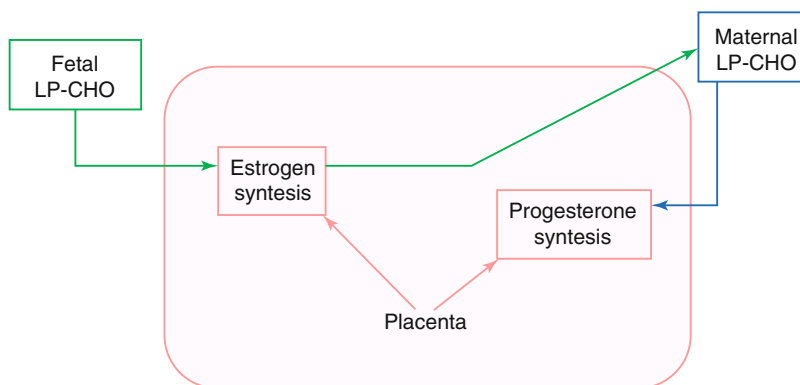 Fetal
LP-CHO
Maternal
LP-CHO
Estrogen
syntesis
Progesterone
syntesis
Placenta